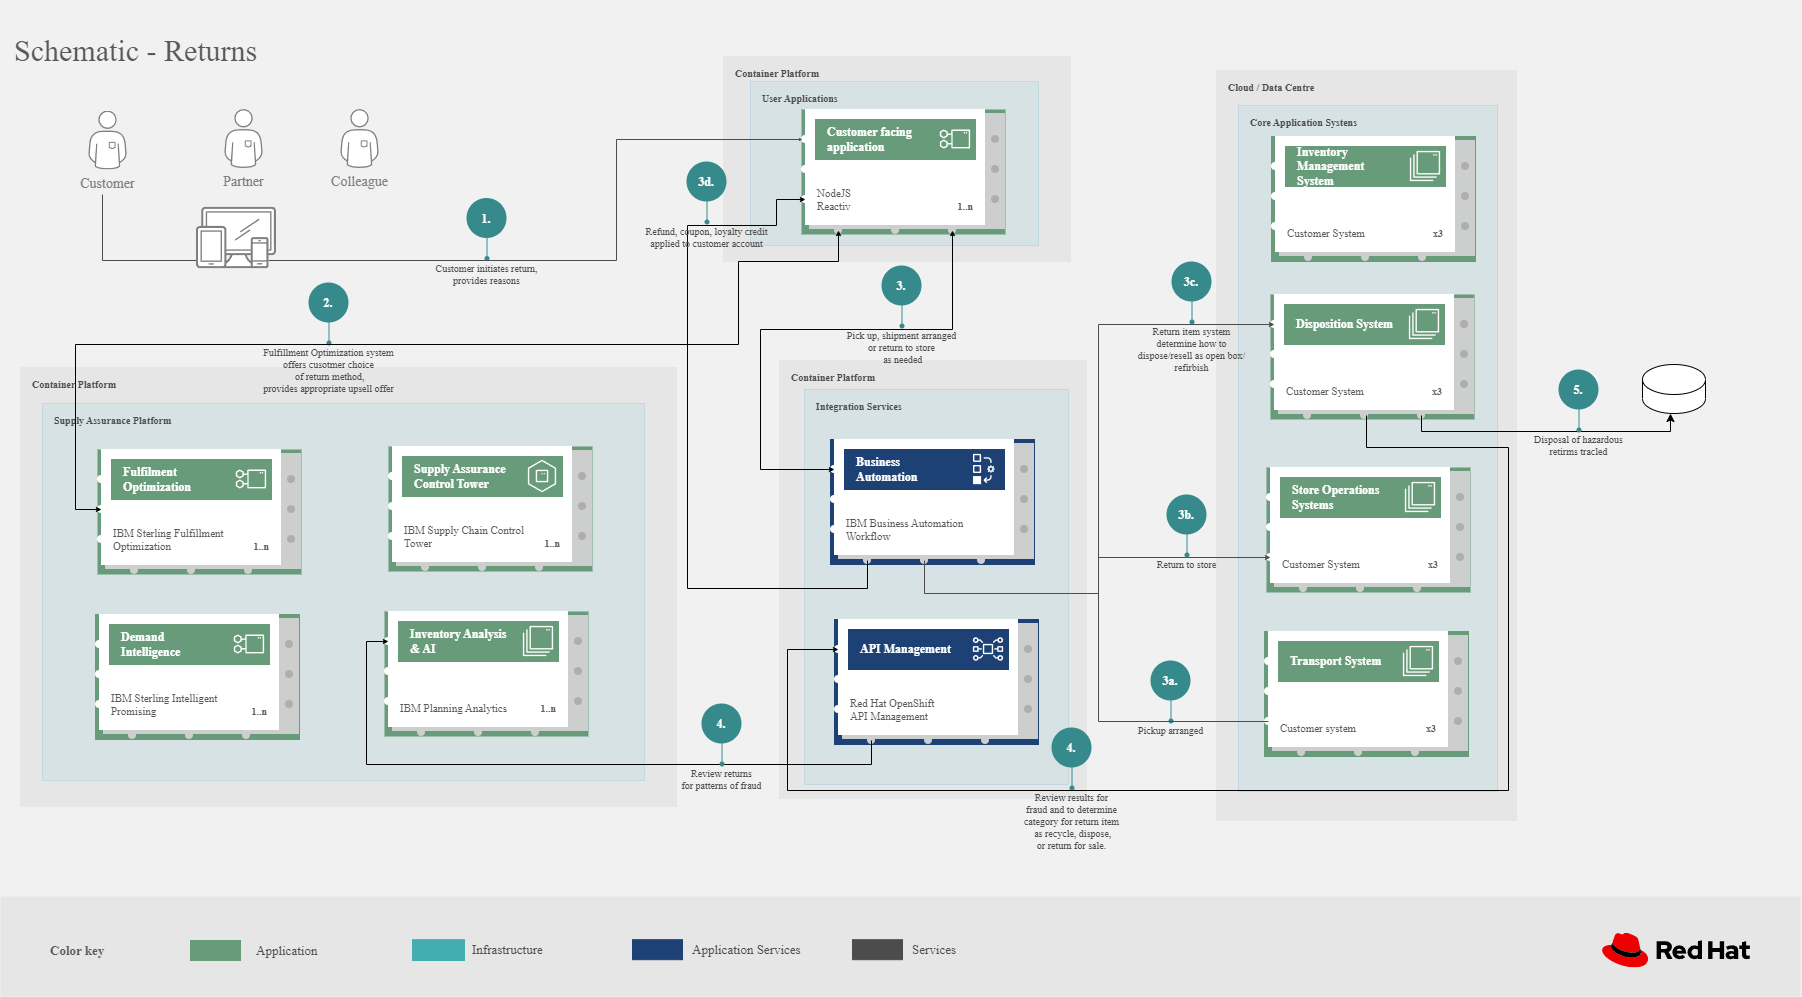 Schematic - Returns
Customer
Partner
Colleague
1.
Customer initiates return,
provides reasons
2.
Fulfillment Optimization system
offers cusotmer choice
of return method,
provides appropriate upsell offer
3d.
Refund, coupon, loyalty credit
applied to customer account
Container Platform
User Applications
Customer facing
application
NodeJS
Reactiv
1..n
3.
Pick up, shipment arranged
or return to store
as needed
Container Platform
Supply Assurance Platform
Fulfilment
Optimization
IBM Sterling Fulfillment
Optimization
1..n
Supply Assurance
Control Tower
IBM Supply Chain Control
Tower
1..n
Demand
Intelligence
IBM Sterling Intelligent
Promising
1..n
Inventory Analysis
& AI
IBM Planning Analytics
1..n
4.
Review returns
for patterns of fraud
Container Platform
Integration Services
Business
Automation
IBM Business Automation
Workflow
API Management
Red Hat OpenShift
API Management
4.
Review results for
fraud and to determine
category for return item
as recycle, dispose,
or return for sale.
3c.
Return item system
determine how to
dispose/resell as open box/
refirbish
3b.
Return to store
3a.
Pickup arranged
Cloud / Data Centre
Core Application Systens
Inventory
Management
System
Customer System
x3
Disposition System
Customer System
x3
Store Operations
Systems
Customer System
x3
Transport System
Customer system
x3
5.
Disposal of hazardous
retirms tracled
Color key
Application
Infrastructure
Application Services
Services
Red Hat